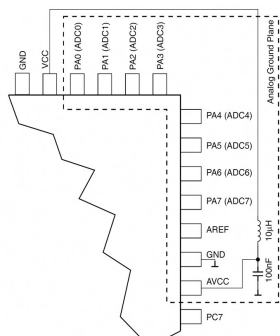 GND
VCC
PA0 (ADC0)
PA1 (ADC1)
PA2 (ADC2)
PA3 (ADC3)
Analog Ground Plane
PA4 (ADC4)
PA5 (ADC5)
PA6 (ADC6)
PA7 (ADC7)
AREF
GND
AVCC
PC7
10µH
100nF